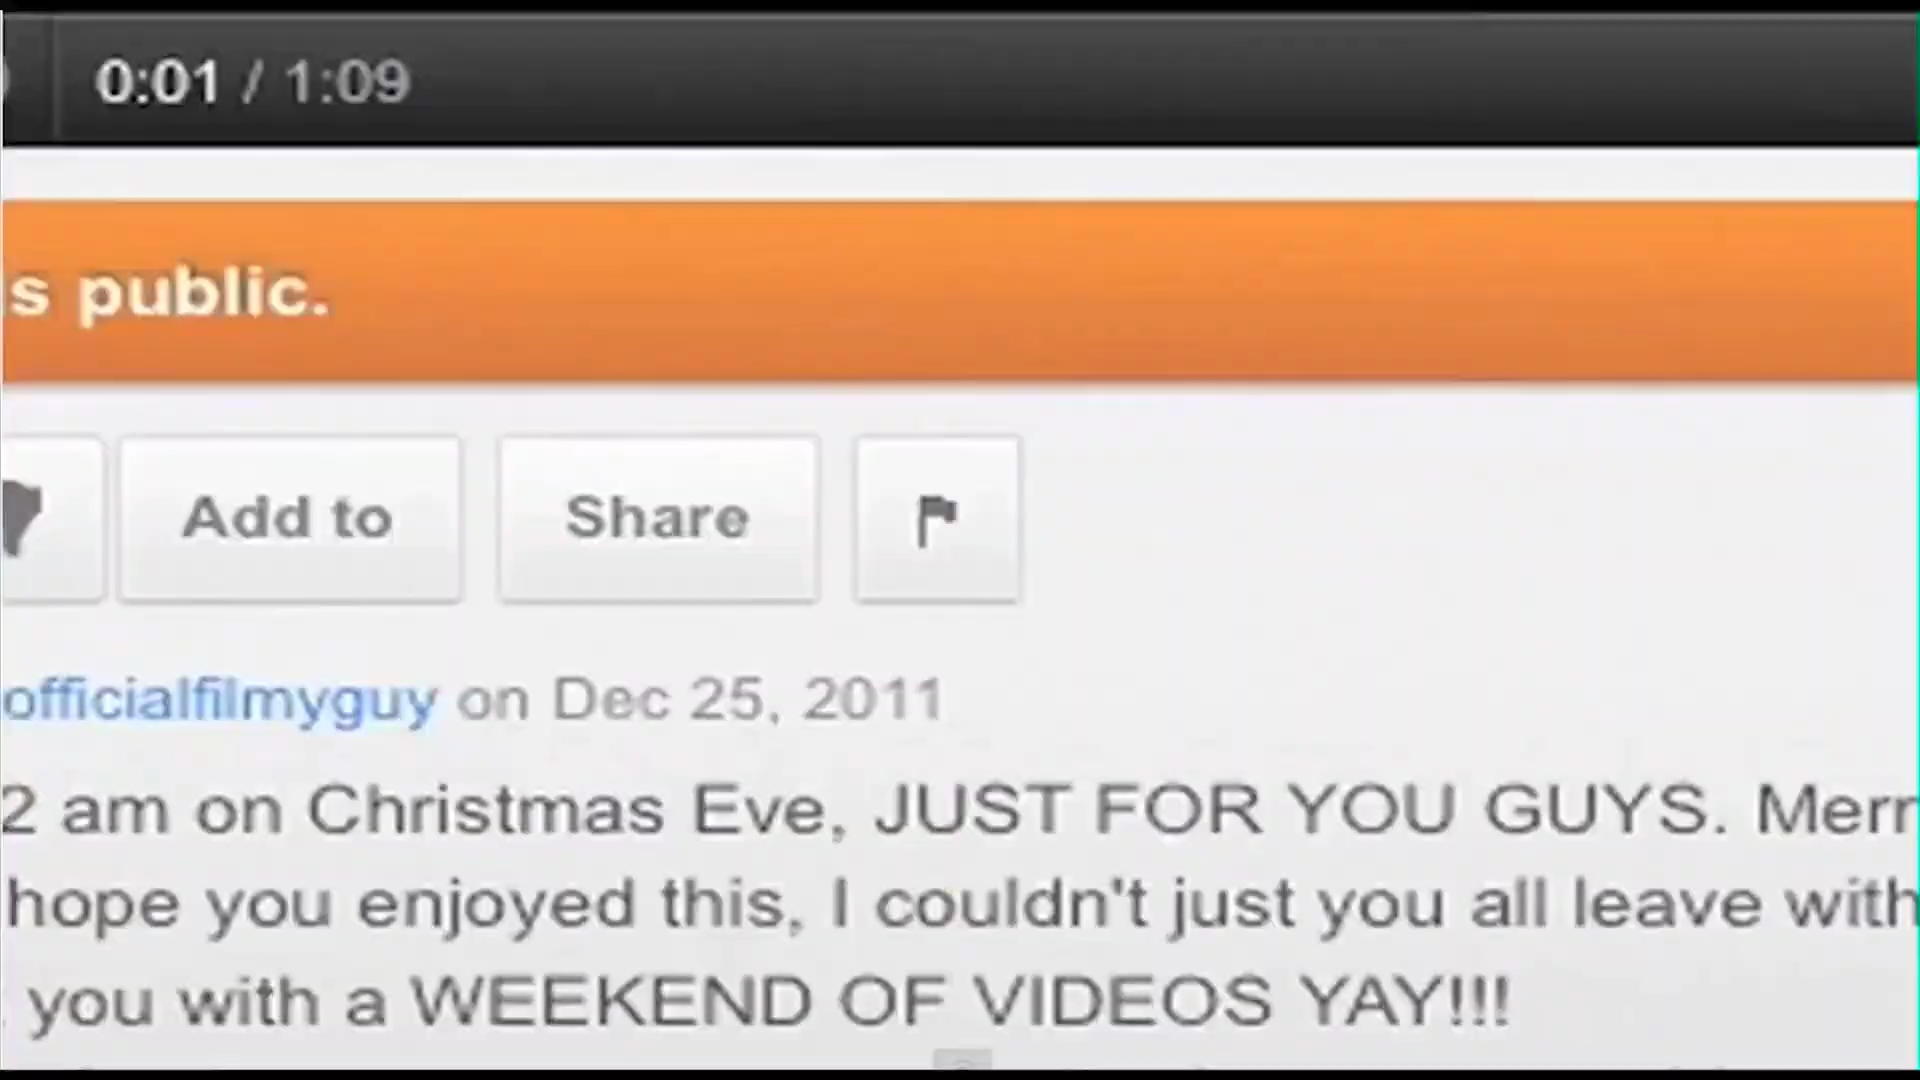 0:01 / 1:09
s public.
Add to
Share
officialfilmyguy on Dec 25, 2011
2 am on Christmas Eve, JUST FOR YOU GUYS. Merr
hope you enjoyed this, I couldn't just you all leave with
you with a WEEKEND OF VIDEOS YAY!!!